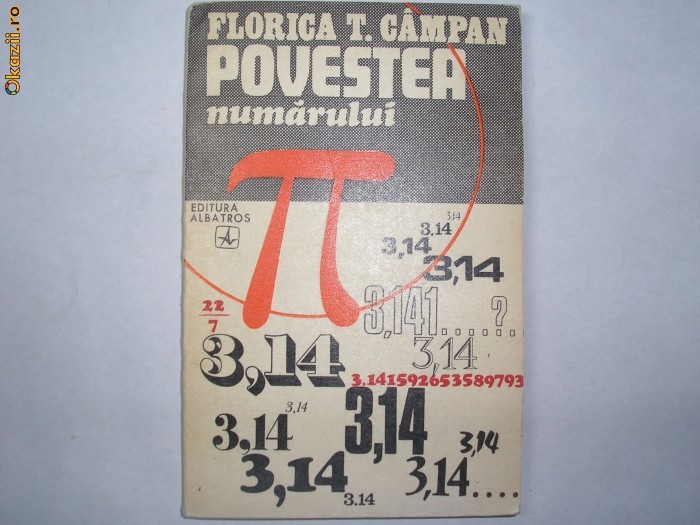 Okazii.ro
FLORICA T. CÂMPAN
POVESTEA
numărului
π
EDITURA
ALBATROS
3,14
3,14
3,14
3,14
22
7
3,141....?..
3,14
3,14
3.141592653589793
3,14
3,14
3,14
3,14
3,14
3.14
3,14....